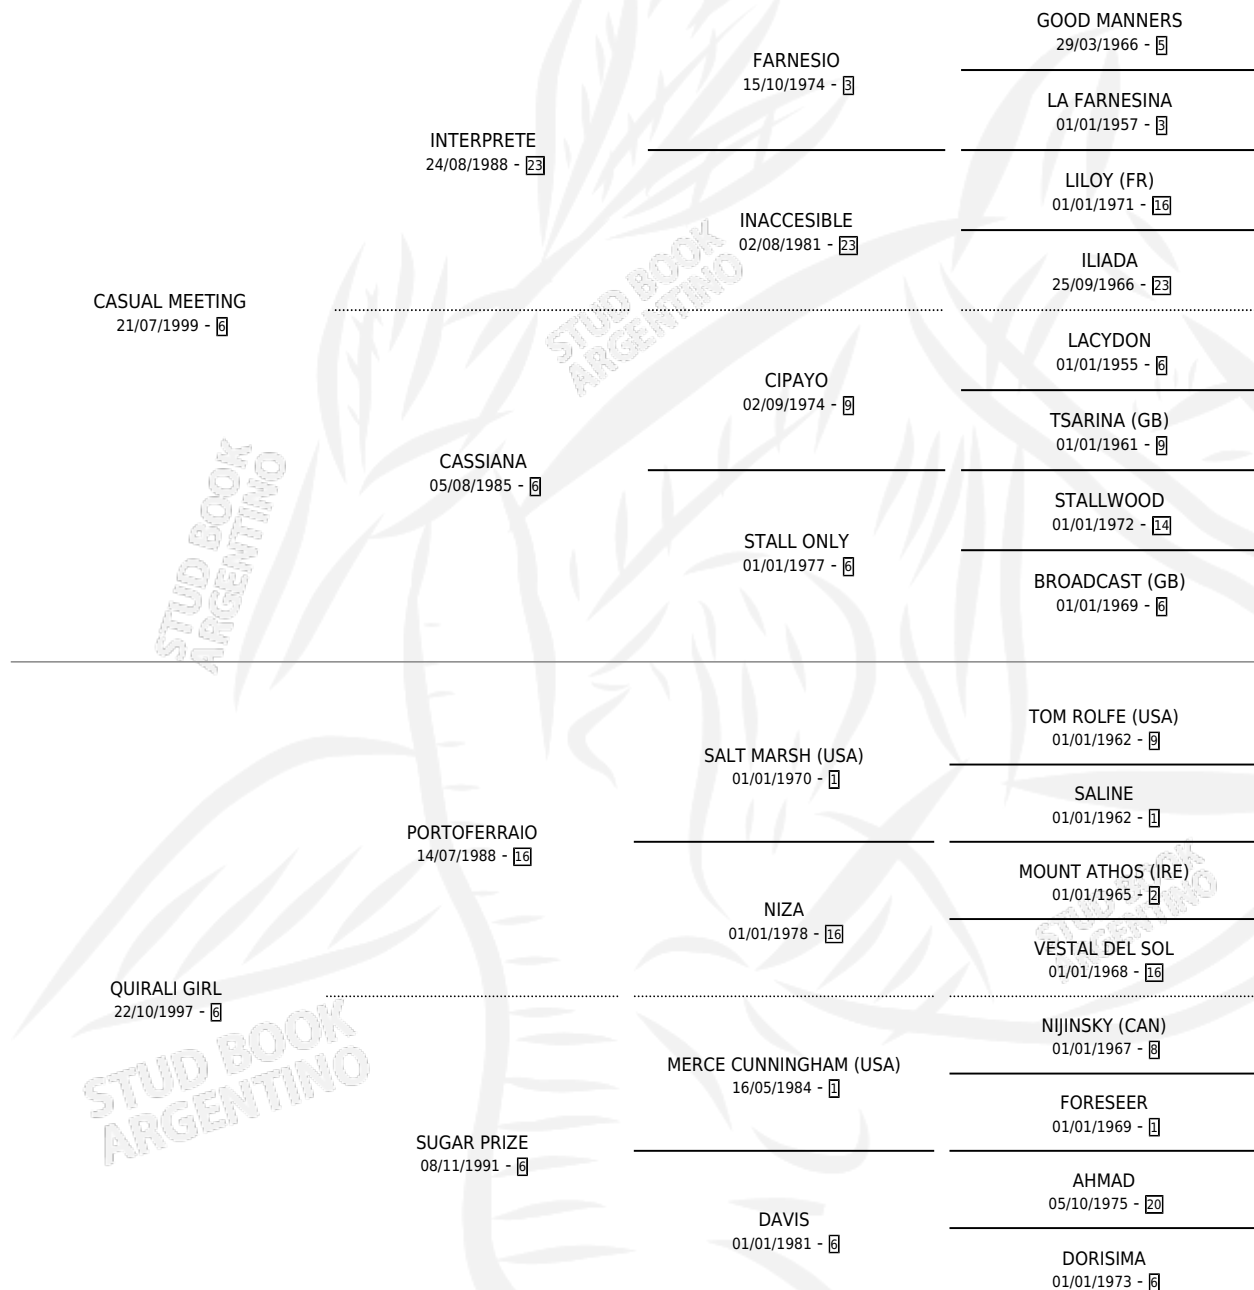 GOOD MANNERS
29/03/1966 - 5
FARNESIO
15/10/1974 - 3
LA FARNESINA
01/01/1957 - 3
INTERPRETE
24/08/1988 - 23
LILOY (FR)
01/01/1971 - 16
INACCESIBLE
02/08/1981 - 23
ILIADA
25/09/1966 - 23
CASUAL MEETING
21/07/1999 - 6
LACYDON
01/01/1955 - 6
CIPAYO
02/09/1974 - 9
TSARINA (GB)
01/01/1961 - 9
CASSIANA
05/08/1985 - 6
STALLWOOD
01/01/1972 - 14
STALL ONLY
01/01/1977 - 6
BROADCAST (GB)
01/01/1969 - 6
TOM ROLFE (USA)
01/01/1962 - 9
SALT MARSH (USA)
01/01/1970 - 1
SALINE
01/01/1962 - 1
PORTOFERRAIO
14/07/1988 - 16
MOUNT ATHOS (IRE)
01/01/1965 - 2
NIZA
01/01/1978 - 16
VESTAL DEL SOL
01/01/1968 - 16
QUIRALI GIRL
22/10/1997 - 6
NIJINSKY (CAN)
01/01/1967 - 8
MERCE CUNNINGHAM (USA)
16/05/1984 - 1
FORESEER
01/01/1969 - 1
SUGAR PRIZE
08/11/1991 - 6
AHMAD
05/10/1975 - 20
DAVIS
01/01/1981 - 6
DORISIMA
01/01/1973 - 6
STUD BOOK
ARGENTINO
STUD BOOK
ARGENTINO
STUD BOOK
ARGENTINO
STUD BOOK
ARGENTINO